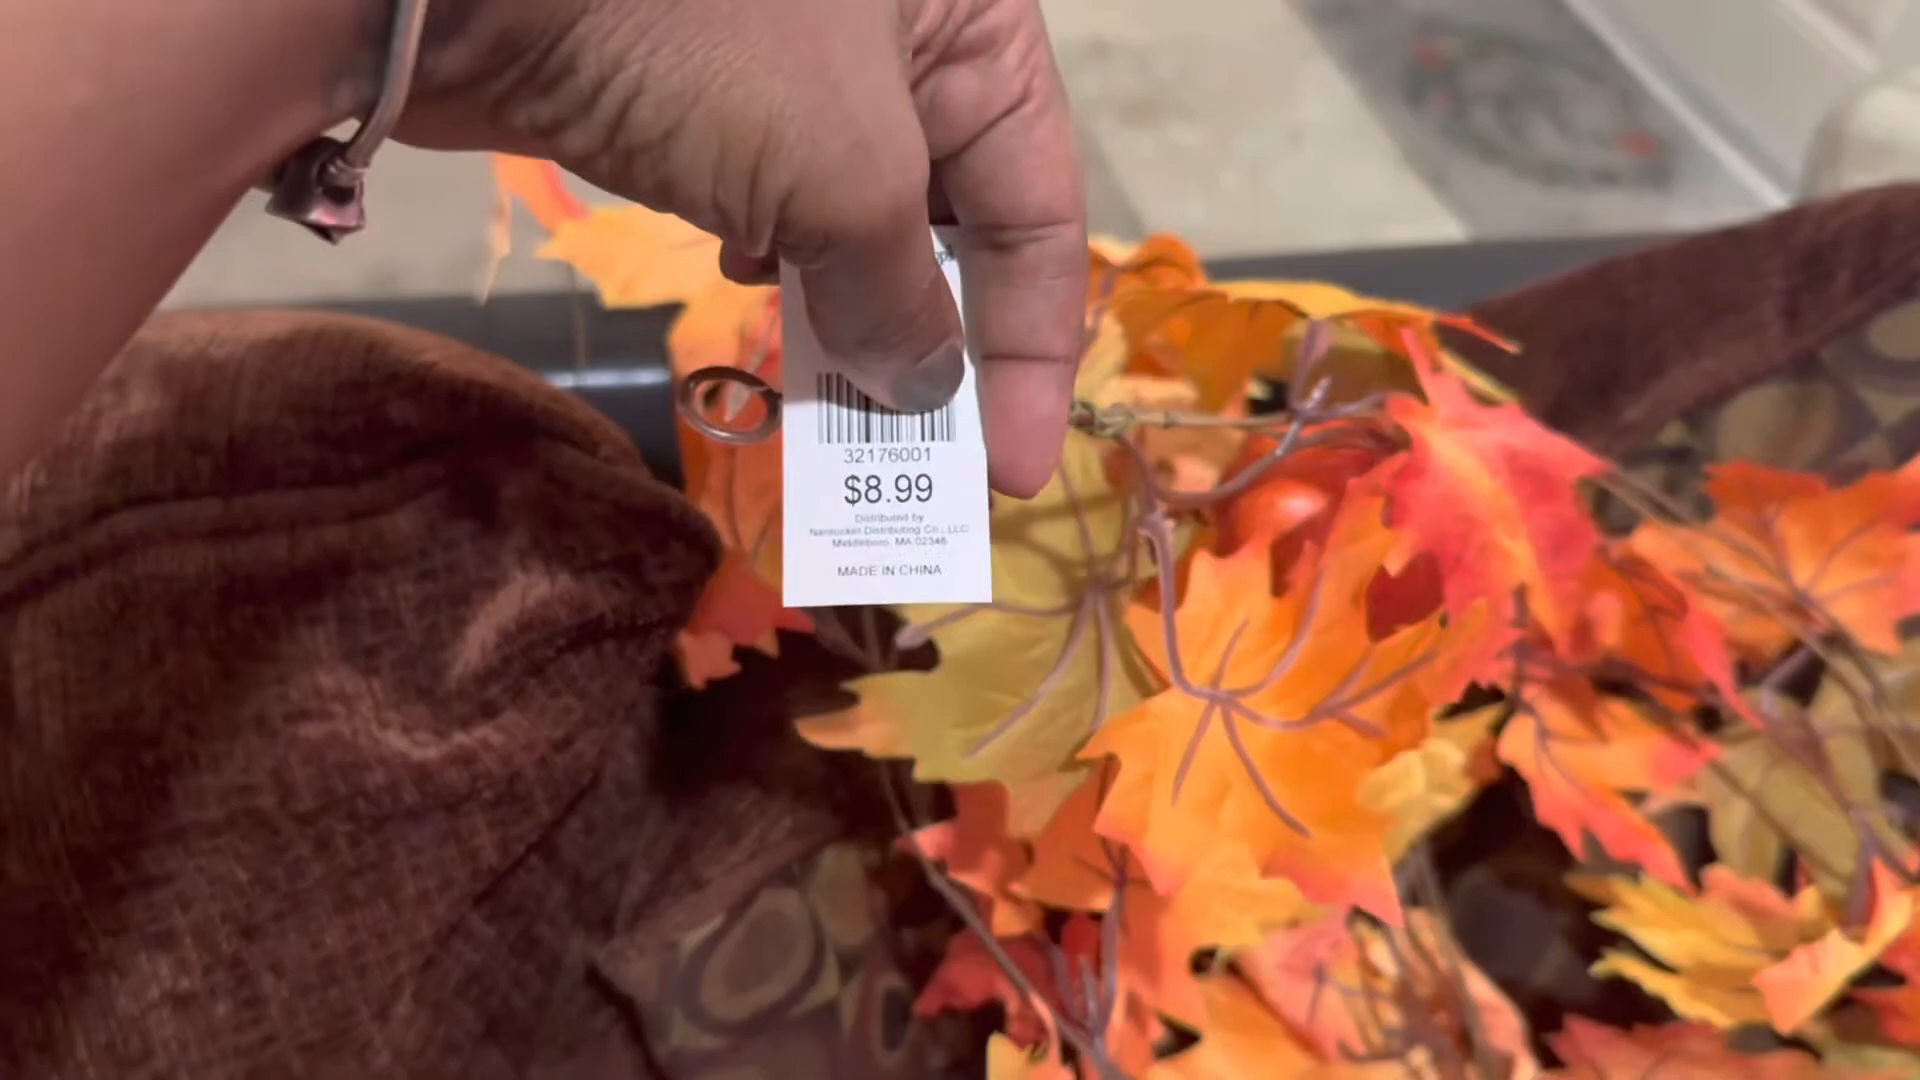 32176001
$8.99
Distributed by
Nantucket Distributing Co., LLC
Middleboro, MA 02346
MADE IN CHINA